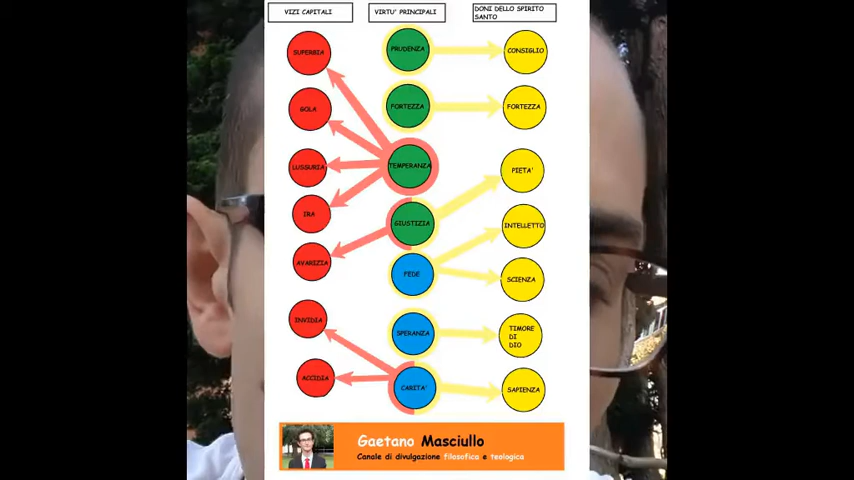 VIZI CAPITALI
VIRTU' PRINCIPALI
DONI DELLO SPIRITO
SANTO
SUPERBIA
PRUDENZA
CONSIGLIO
GOLA
FORTEZZA
FORTEZZA
LUSSURIA
TEMPERANZA
PIETA'
IRA
GIUSTIZIA
INTELLETTO
AVARIZIA
FEDE
SCIENZA
INVIDIA
SPERANZA
TIMORE
DI
DIO
ACCIDIA
CARITA'
SAPIENZA
Gaetano Masciullo
Canale di divulgazione filosofica e teologica